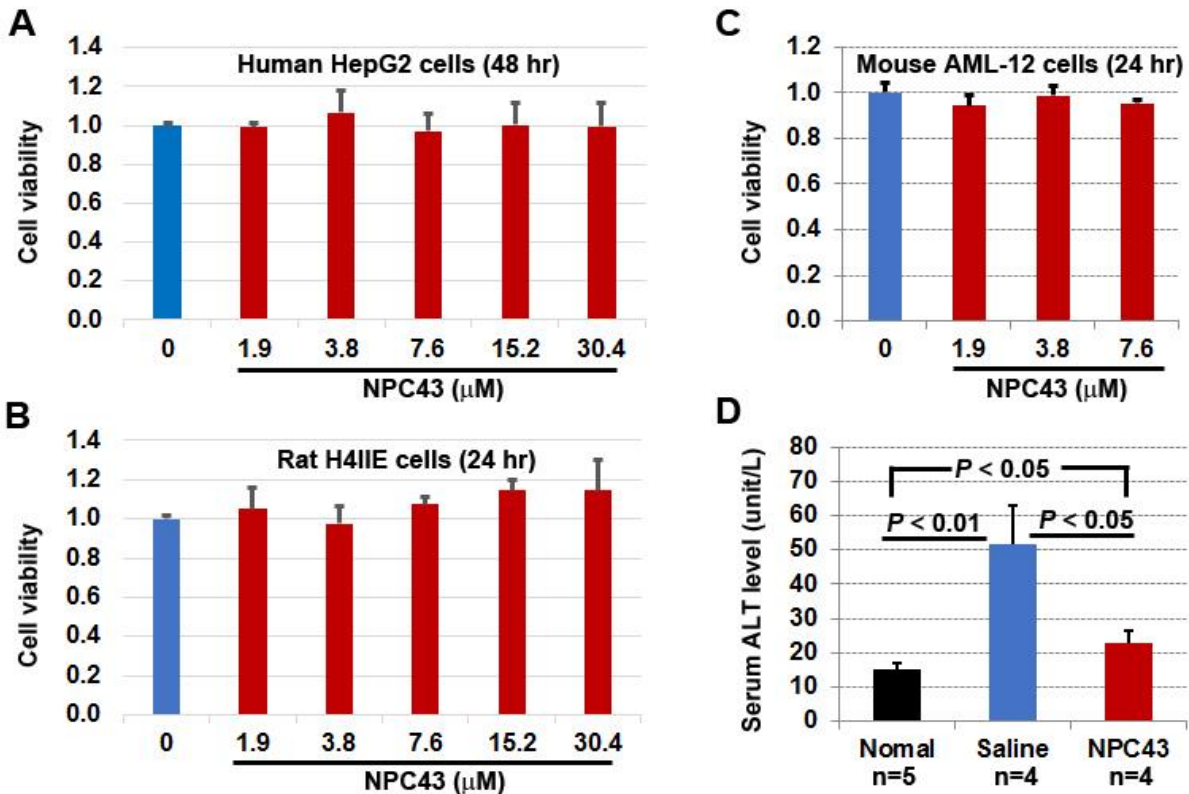 A
Human HepG2 cells (48 hr)
Cell viability
1.4
1.2
1.0
0.8
0.6
0.4
0.2
0.0
0 1.9 3.8 7.6 15.2 30.4
NPC43 (μM)
B
Rat H4IIE cells (24 hr)
Cell viability
1.4
1.2
1.0
0.8
0.6
0.4
0.2
0.0
0 1.9 3.8 7.6 15.2 30.4
NPC43 (μM)
C
Mouse AML-12 cells (24 hr)
Cell viability
1.2
1.0
0.8
0.6
0.4
0.2
0.0
0 1.9 3.8 7.6
NPC43 (μM)
D
Serum ALT level (unit/L)
80
70
60
50
40
30
20
10
0
P < 0.05
P < 0.01 P < 0.05
Nomal Saline NPC43
n=5 n=4 n=4